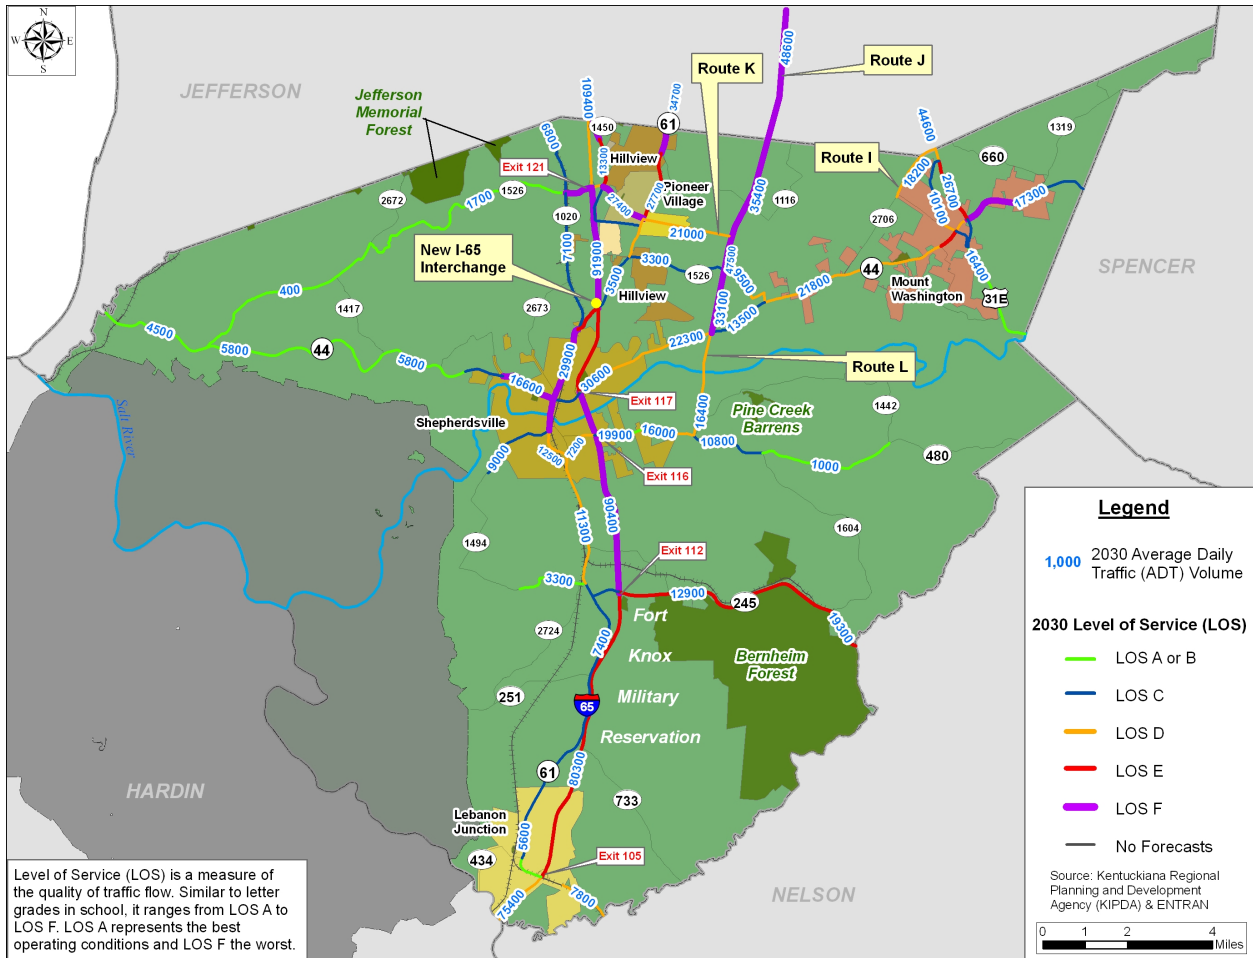 N
W
E
S
JEFFERSON
Jefferson
Memorial
Forest
6800
109400
1450
61
34700
Route K
48600
Route J
44600
1319
660
Hillview
13300
Exit 121
Route I
18200
26700
10100
17300
Pioneer
Village
27700
27400
35400
1116
2706
2672
1700
1526
1020
7100
91900
21000
New I-65
Interchange
3500
3300
1526
47500
9500
44
21800
Mount
Washington
16400
31E
SPENCER
400
1417
2673
Hillview
33100
13500
4500
5800
44
5800
16600
29900
30600
22300
Route L
Exit 117
Salt River
Shepherdsville
16400
Pine Creek
Barrens
1442
9000
12500
7200
19900
16000
10800
1000
480
Exit 116
90400
11300
1494
1604
Exit 112
3300
12900
245
19300
Fort
Knox
Military
Reservation
Bernheim
Forest
2724
7400
251
65
61
80300
733
HARDIN
Lebanon
Junction
5600
434
Exit 105
75400
7800
NELSON
Legend
1,000 2030 Average Daily
Traffic (ADT) Volume
2030 Level of Service (LOS)
LOS A or B
LOS C
LOS D
LOS E
LOS F
No Forecasts
Source: Kentuckiana Regional
Planning and Development
Agency (KIPDA) & ENTRAN
0 1 2 4
Miles
Level of Service (LOS) is a measure of
the quality of traffic flow. Similar to letter
grades in school, it ranges from LOS A to
LOS F. LOS A represents the best
operating conditions and LOS F the worst.